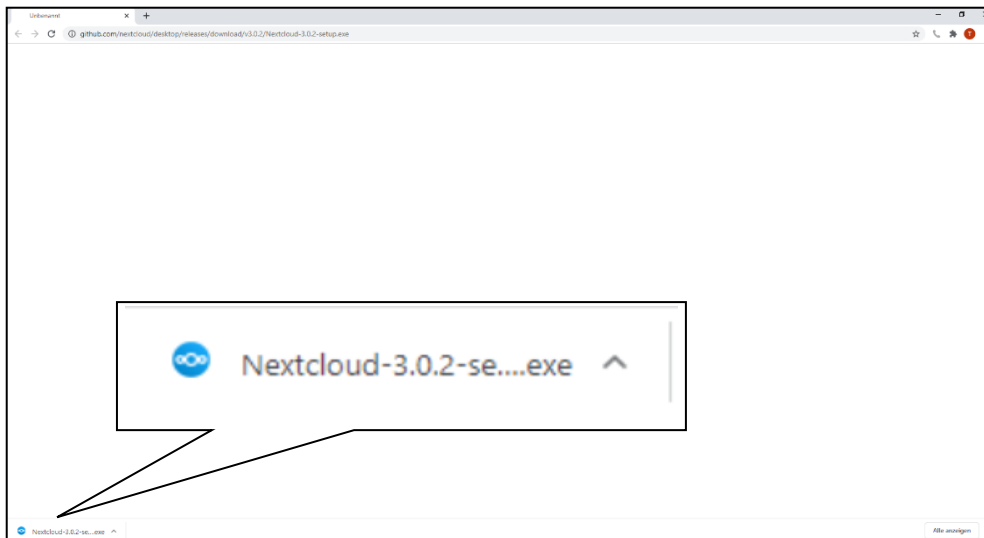 Unbenannt
github.com/nextcloud/desktop/releases/download/v3.0.2/Nextcloud-3.0.2-setup.exe
T
Nextcloud-3.0.2-se....exe
Nextcloud-3.0.2-se....exe
Alle anzeigen